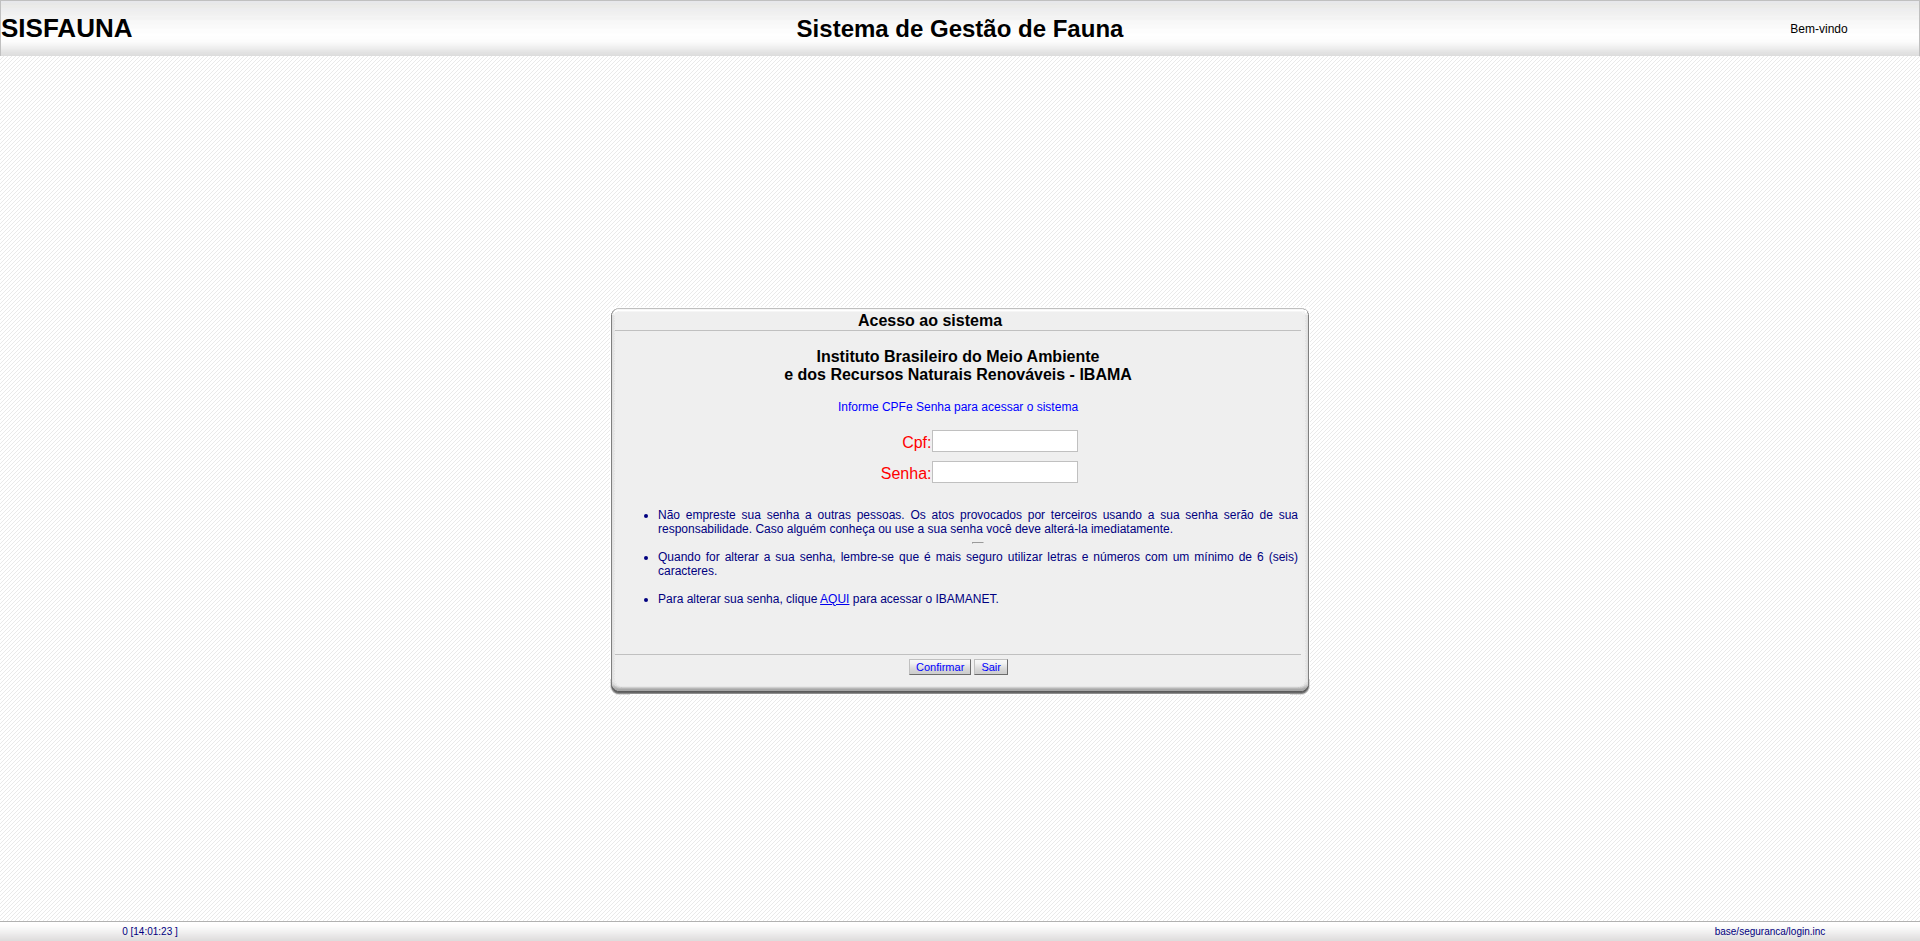 SISFAUNA
Sistema de Gestão de Fauna
Bem-vindo
Acesso ao sistema
Instituto Brasileiro do Meio Ambiente
e dos Recursos Naturais Renováveis - IBAMA
Informe CPFe Senha para acessar o sistema
Cpf:
Senha:
• Não empreste sua senha a outras pessoas. Os atos provocados por terceiros usando a sua senha serão de sua
responsabilidade. Caso alguém conheça ou use a sua senha você deve alterá-la imediatamente.
• Quando for alterar a sua senha, lembre-se que é mais seguro utilizar letras e números com um mínimo de 6 (seis)
caracteres.
• Para alterar sua senha, clique AQUI para acessar o IBAMANET.
Confirmar Sair
0 [14:01:23 ]
base/seguranca/login.inc